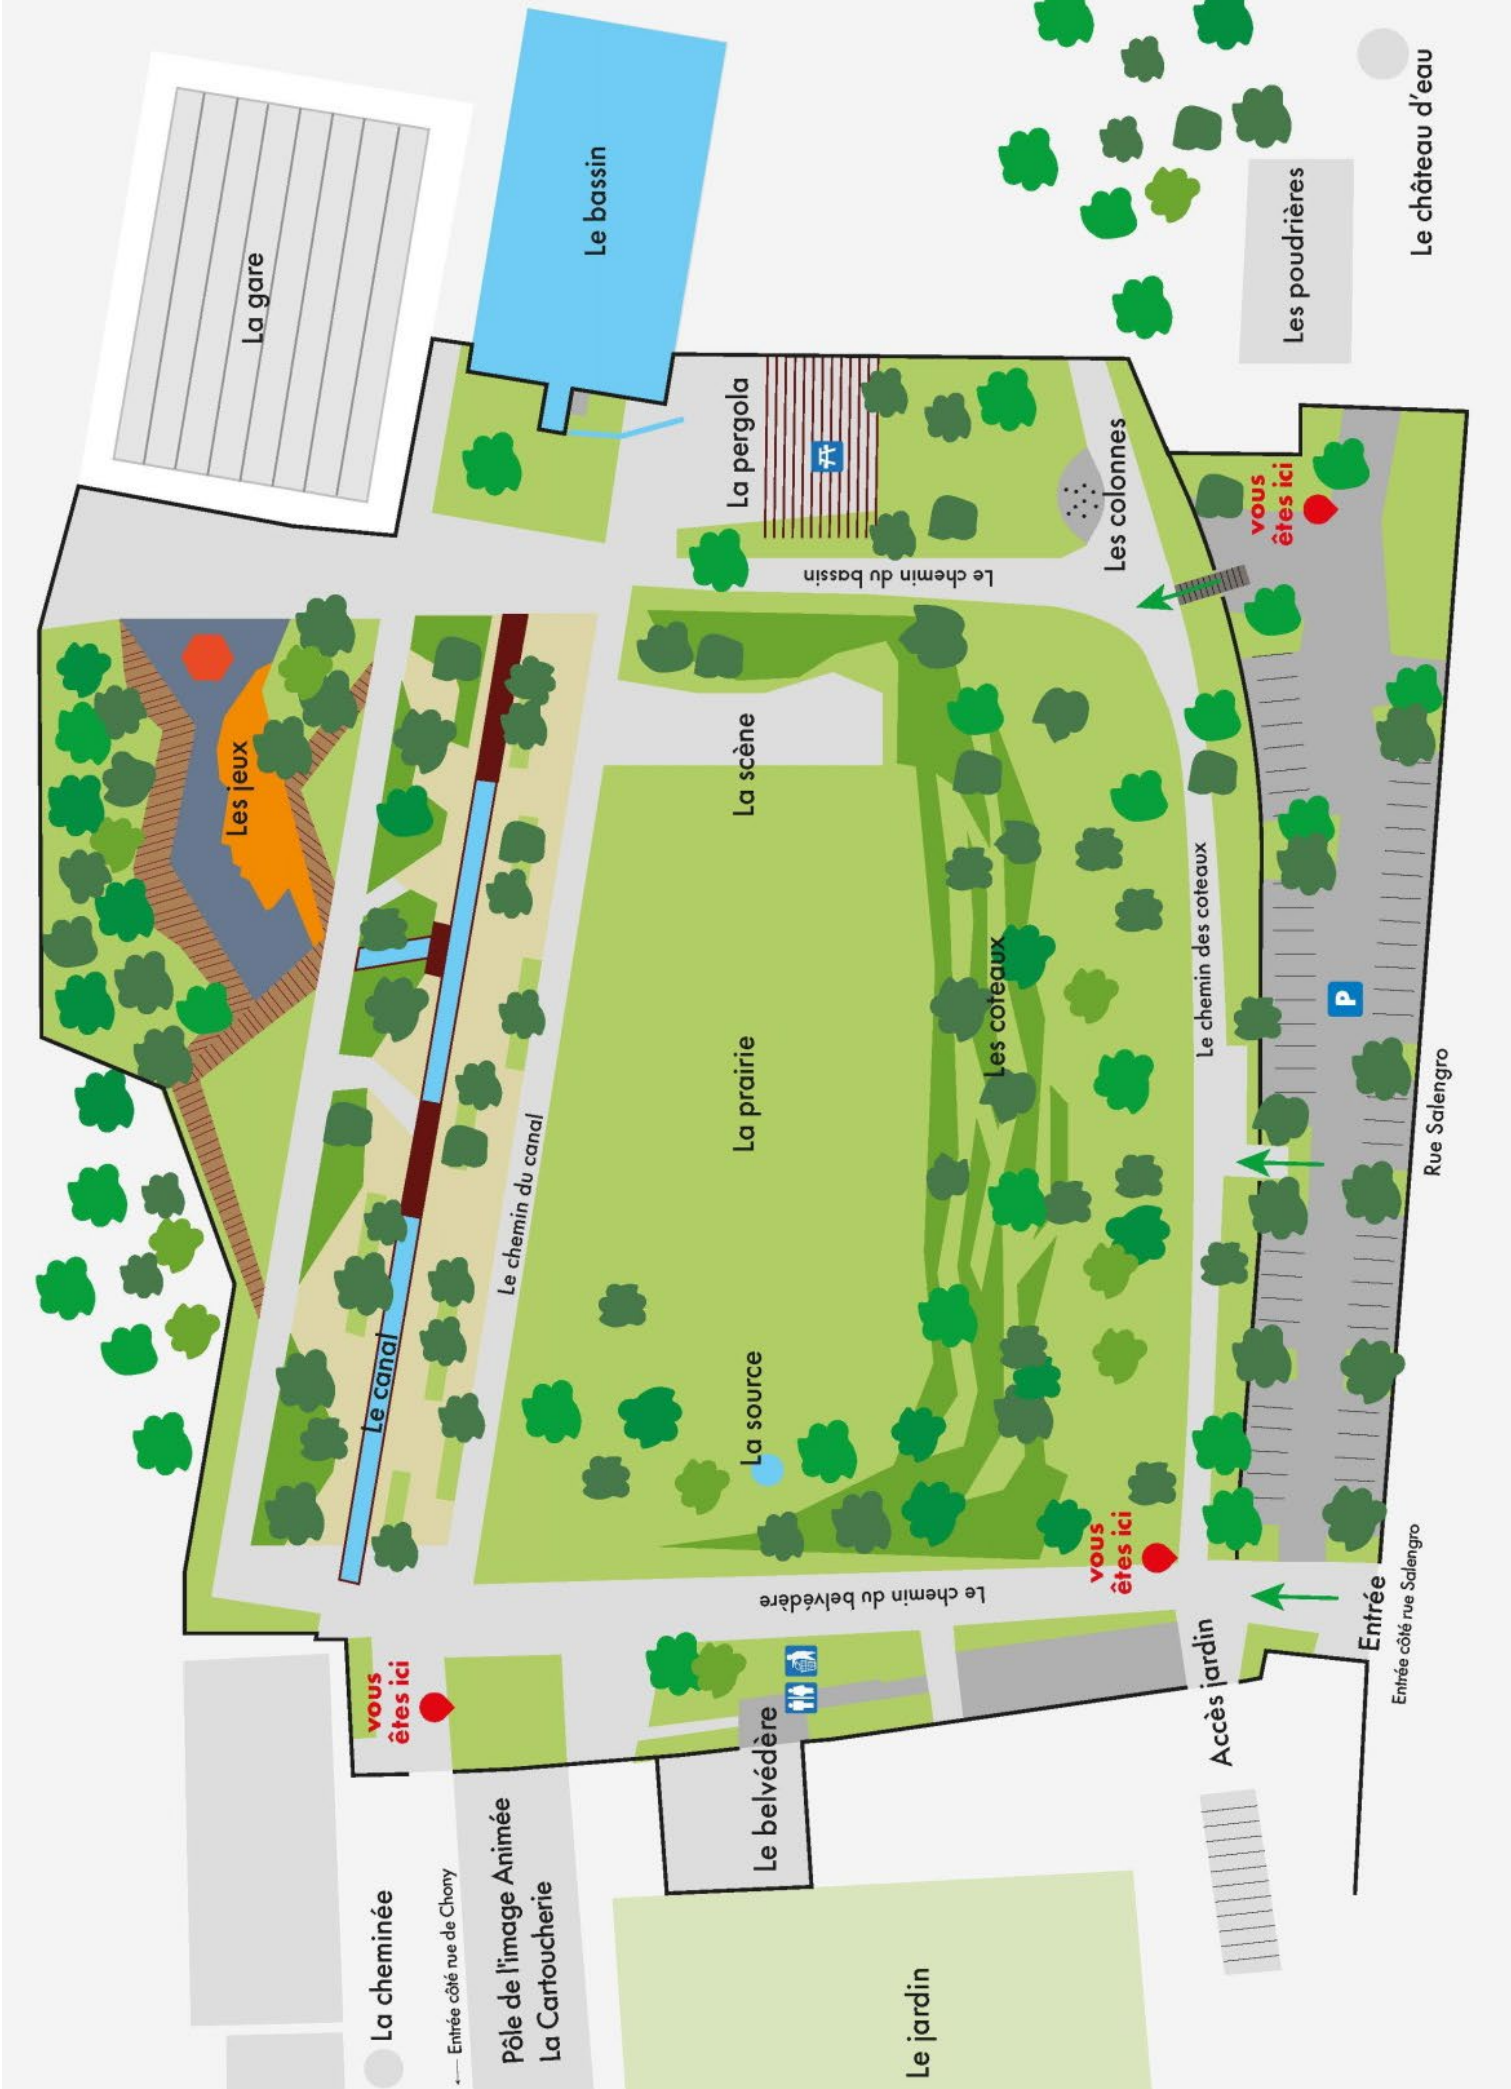 La gare
Le bassin
Le château d'eau
Les poudrières
La pergola
Les colonnes
vous
êtes ici
Le chemin du bassin
Les jeux
La scène
Le chemin des coteaux
Les coteaux
P
La prairie
Rue Salengro
Le chemin du canal
Le canal
La source
vous
êtes ici
Le chemin du belvédère
Entrée
Entrée côté rue Salengro
Accès jardin
vous
êtes ici
Le belvédère
La cheminée
← Entrée côté rue de Chony
Pôle de l'image Animée
La Cartoucherie
Le jardin